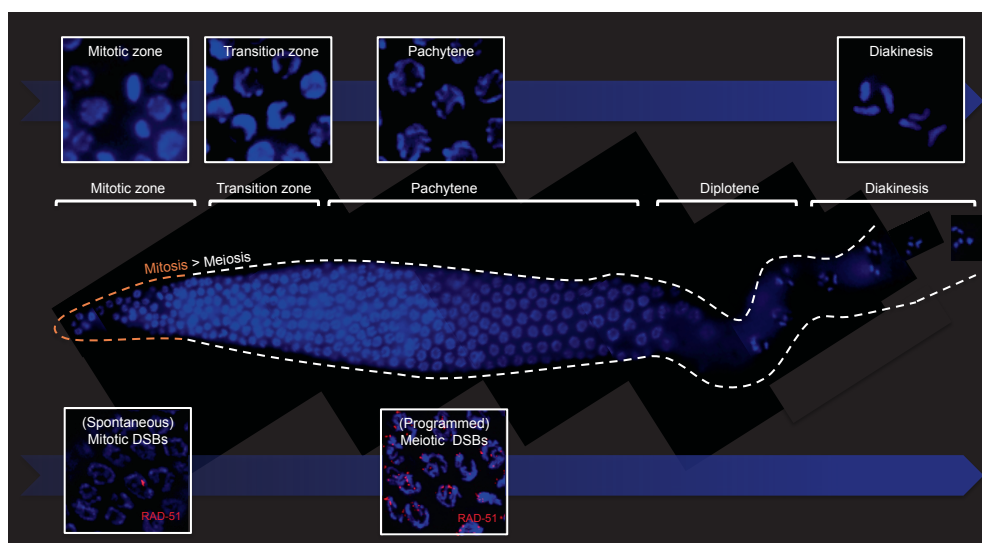 Mitotic zone
Transition zone
Pachytene
Diakinesis
Mitotic zone
Transition zone
Pachytene
Diplotene
Diakinesis
Mitosis > Meiosis
(Spontaneous)
Mitotic DSBs
RAD-51
(Programmed)
Meiotic DSBs
RAD-51